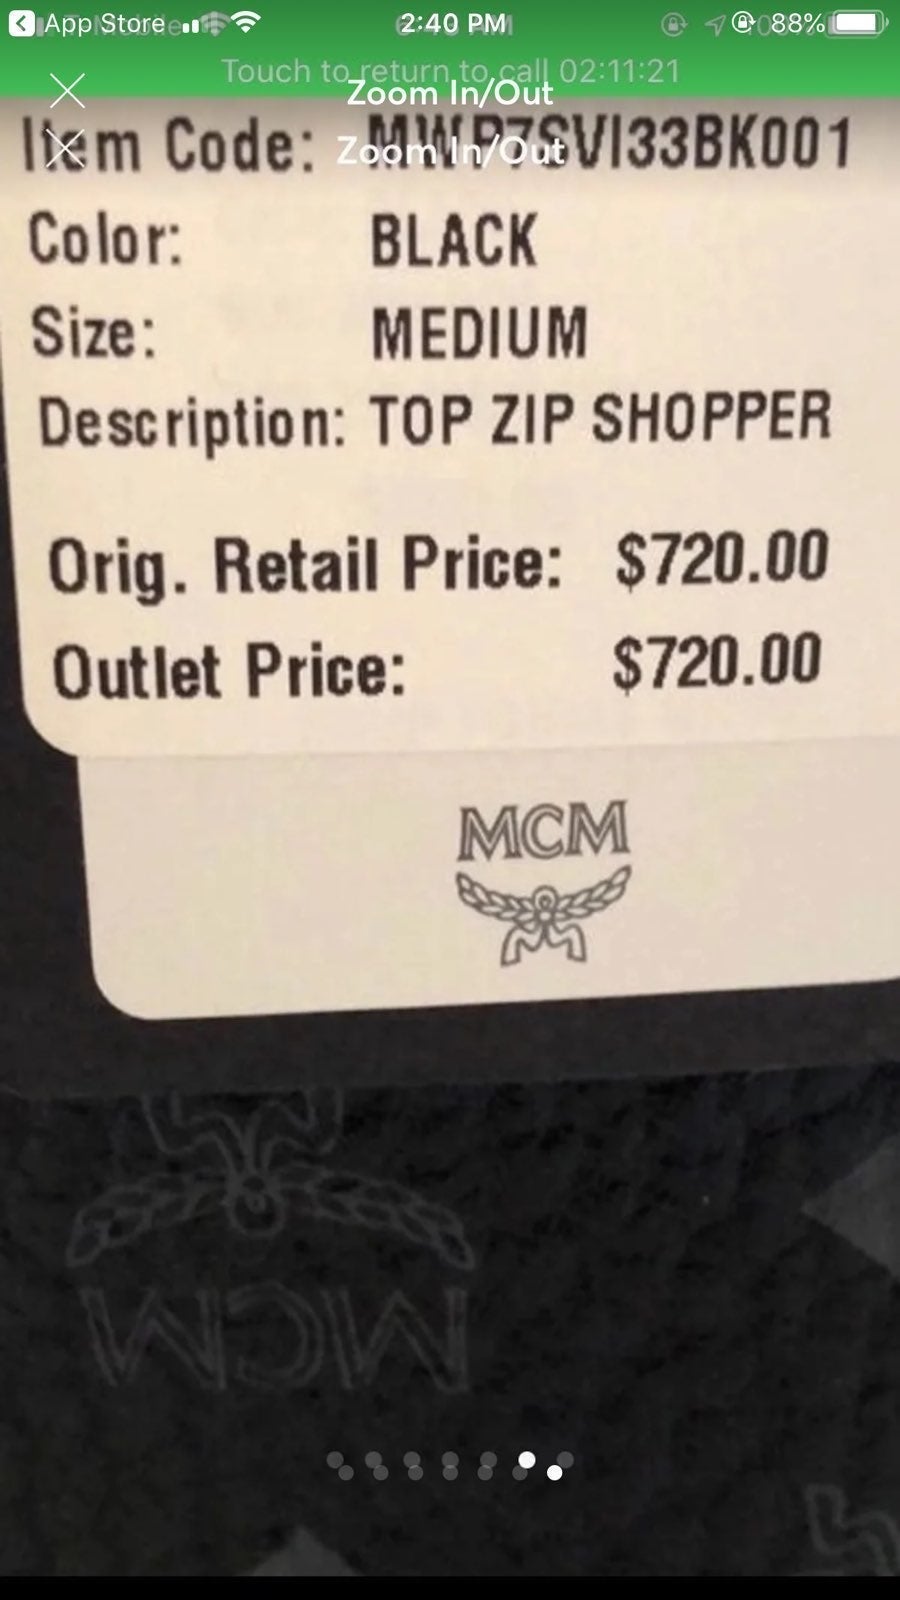 App Store 2:40 PM 88%
Touch to return to call 02:11:21
Zoom In/Out
Item Code: MWP7SVI33BK001
Zoom In/Out
Color: BLACK
Size: MEDIUM
Description: TOP ZIP SHOPPER
Orig. Retail Price: $720.00
Outlet Price: $720.00
MCM
MCM